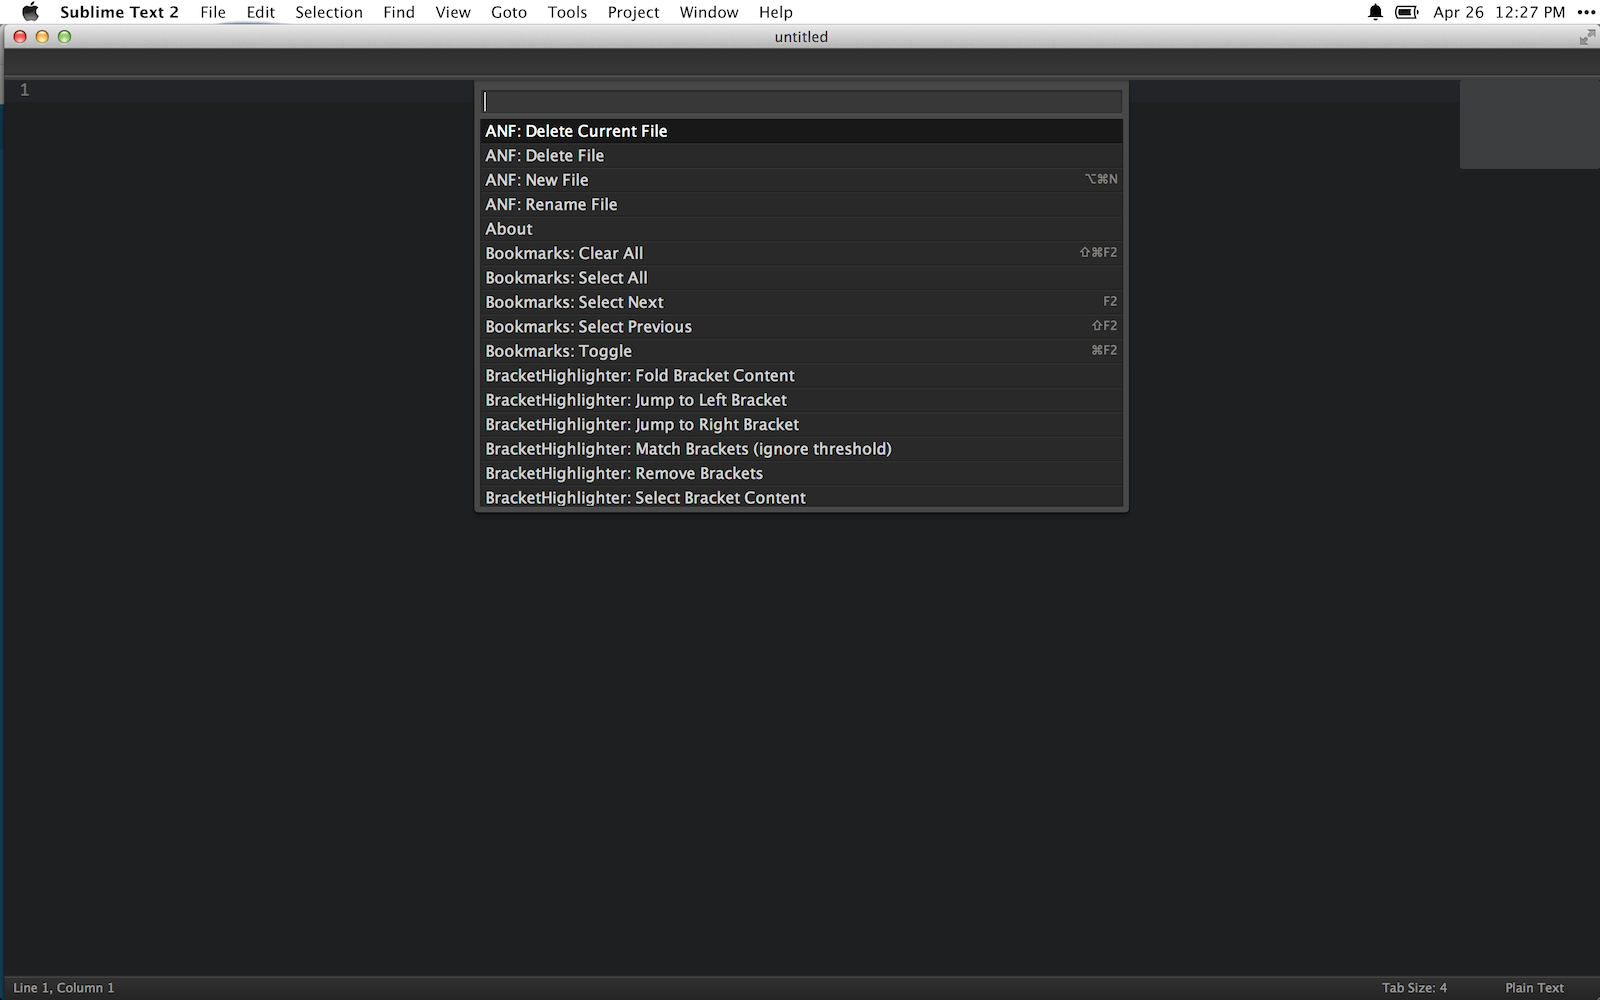 Sublime Text 2 File Edit Selection Find View Goto Tools Project Window Help Apr 26 12:27 PM
untitled
1
ANF: Delete Current File
ANF: Delete File
ANF: New File ⌥⌘N
ANF: Rename File
About
Bookmarks: Clear All ⇧⌘F2
Bookmarks: Select All
Bookmarks: Select Next F2
Bookmarks: Select Previous ⇧F2
Bookmarks: Toggle ⌘F2
BracketHighlighter: Fold Bracket Content
BracketHighlighter: Jump to Left Bracket
BracketHighlighter: Jump to Right Bracket
BracketHighlighter: Match Brackets (ignore threshold)
BracketHighlighter: Remove Brackets
BracketHighlighter: Select Bracket Content
Line 1, Column 1 Tab Size: 4 Plain Text